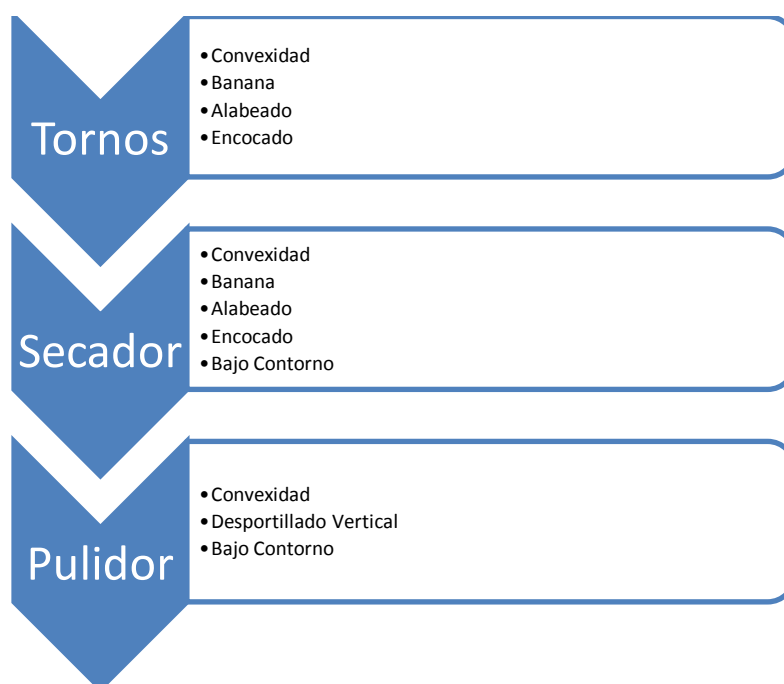 Tornos
•Convexidad
•Banana
•Alabeado
•Encocado
Secador
•Convexidad
•Banana
•Alabeado
•Encocado
•Bajo Contorno
Pulidor
•Convexidad
•Desportillado Vertical
•Bajo Contorno